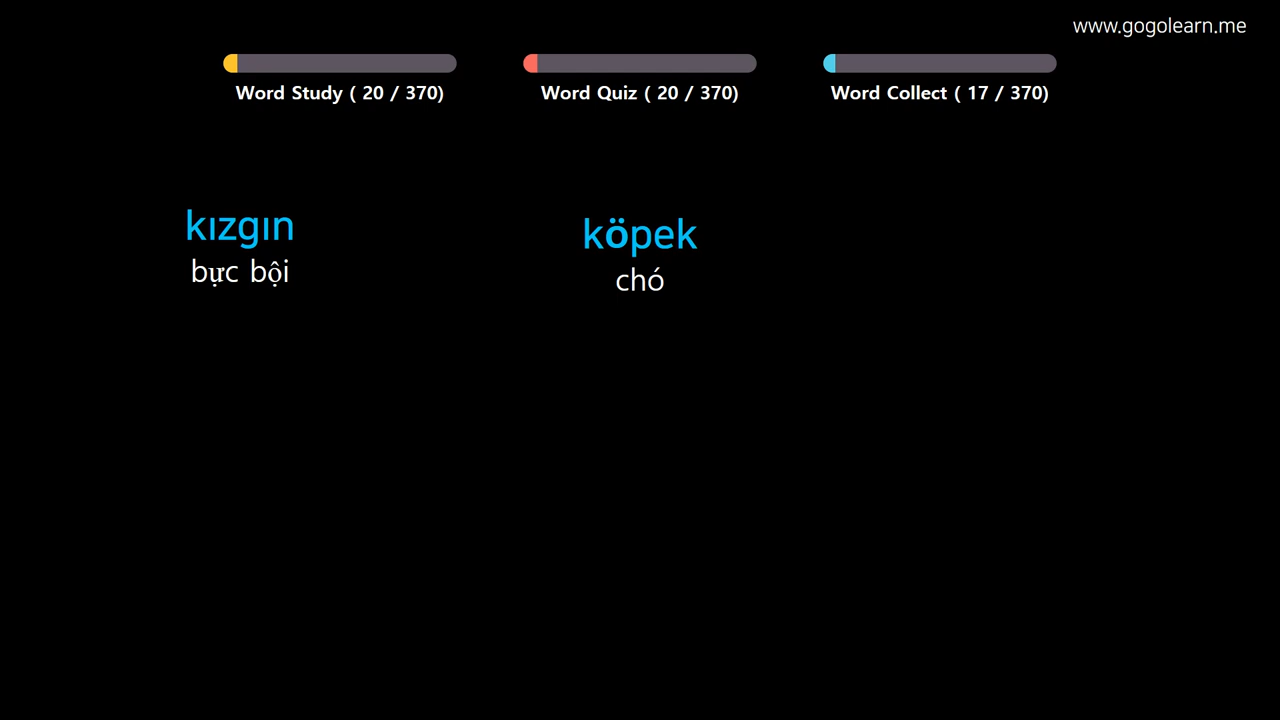 www.gogolearn.me
Word Study ( 20 / 370)
Word Quiz ( 20 / 370)
Word Collect ( 17 / 370)
kızgın
bực bội
köpek
chó